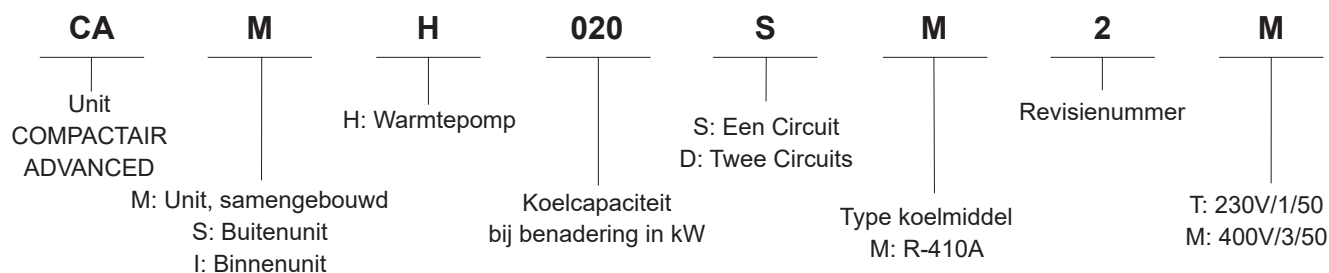 CA M H 020 S M 2 M
Unit
COMPACTAIR
ADVANCED
M: Unit, samengebouwd
S: Buitenunit
I: Binnenunit
H: Warmtepomp
Koelcapaciteit
bij benadering in kW
S: Een Circuit
D: Twee Circuits
Type koelmiddel
M: R-410A
Revisienummer
T: 230V/1/50
M: 400V/3/50